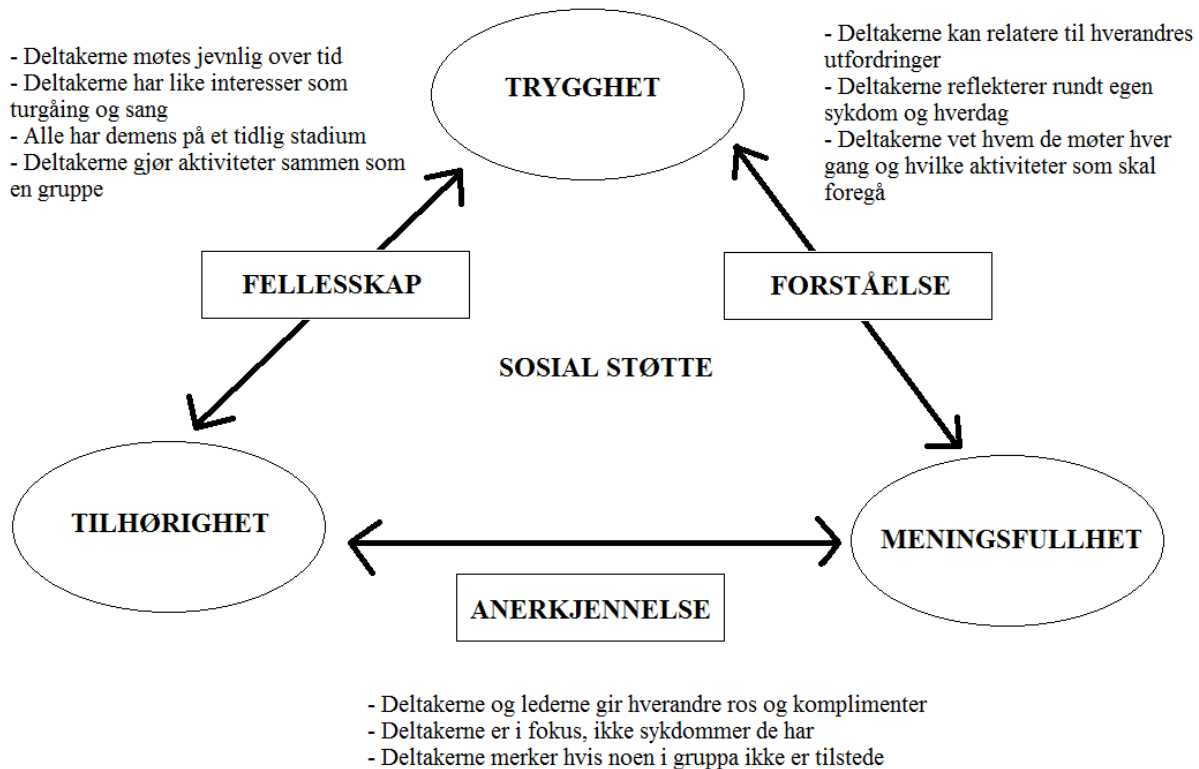 - Deltakerne møtes jevnlig over tid
- Deltakerne har like interesser som
turgåing og sang
- Alle har demens på et tidlig stadium
- Deltakerne gjør aktiviteter sammen som
en gruppe
TRYGGHET
- Deltakerne kan relatere til hverandres
utfordringer
- Deltakerne reflekterer rundt egen
sykdom og hverdag
- Deltakerne vet hvem de møter hver
gang og hvilke aktiviteter som skal
foregå
FELLESSKAP
FORSTÅELSE
SOSIAL STØTTE
TILHØRIGHET
MENINGSFULLHET
ANERKJENNELSE
- Deltakerne og lederne gir hverandre ros og komplimenter
- Deltakerne er i fokus, ikke sykdommer de har
- Deltakerne merker hvis noen i gruppa ikke er tilstede